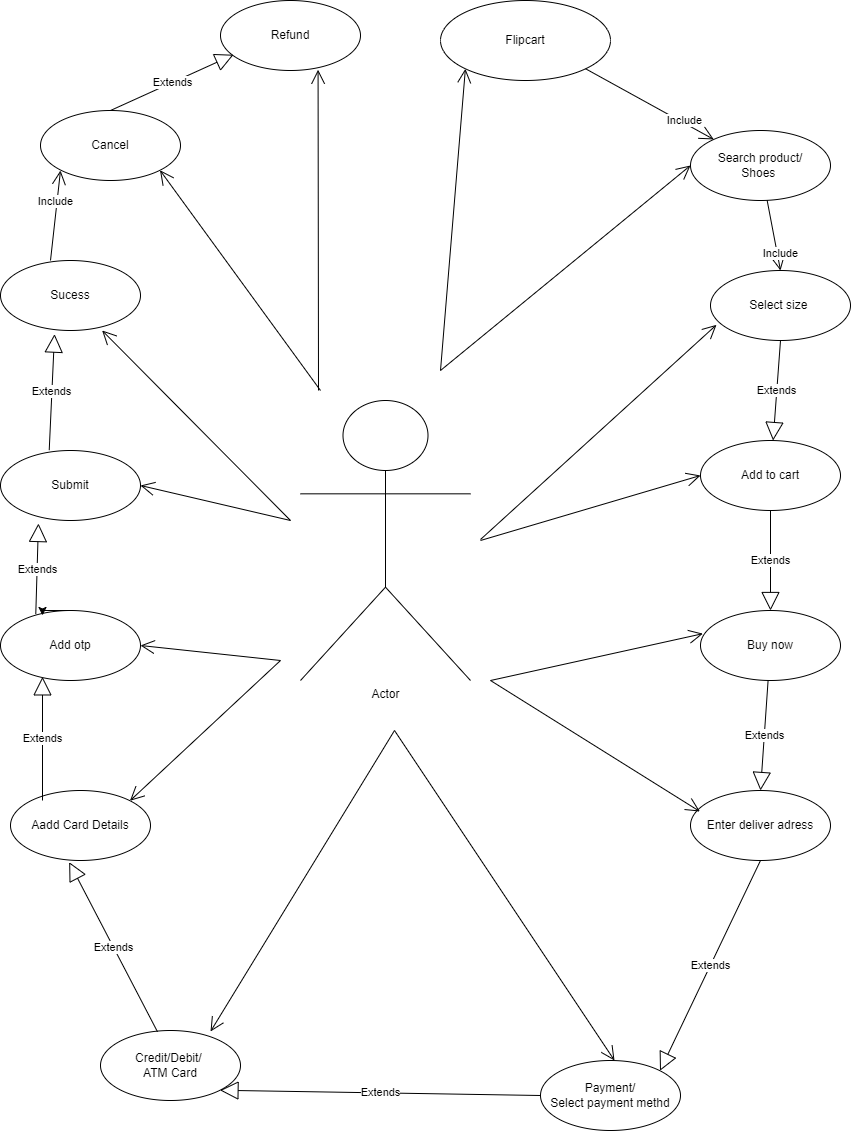 Refund
Flipcart
Extends
Include
Cancel
Search product/
Shoes
Include
Include
Sucess
Select size
Extends
Extends
Submit
Add to cart
Extends
Extends
Add otp
Buy now
Actor
Extends
Extends
Aadd Card Details
Enter deliver adress
Extends
Extends
Credit/Debit/
ATM Card
Extends
Payment/
Select payment methd